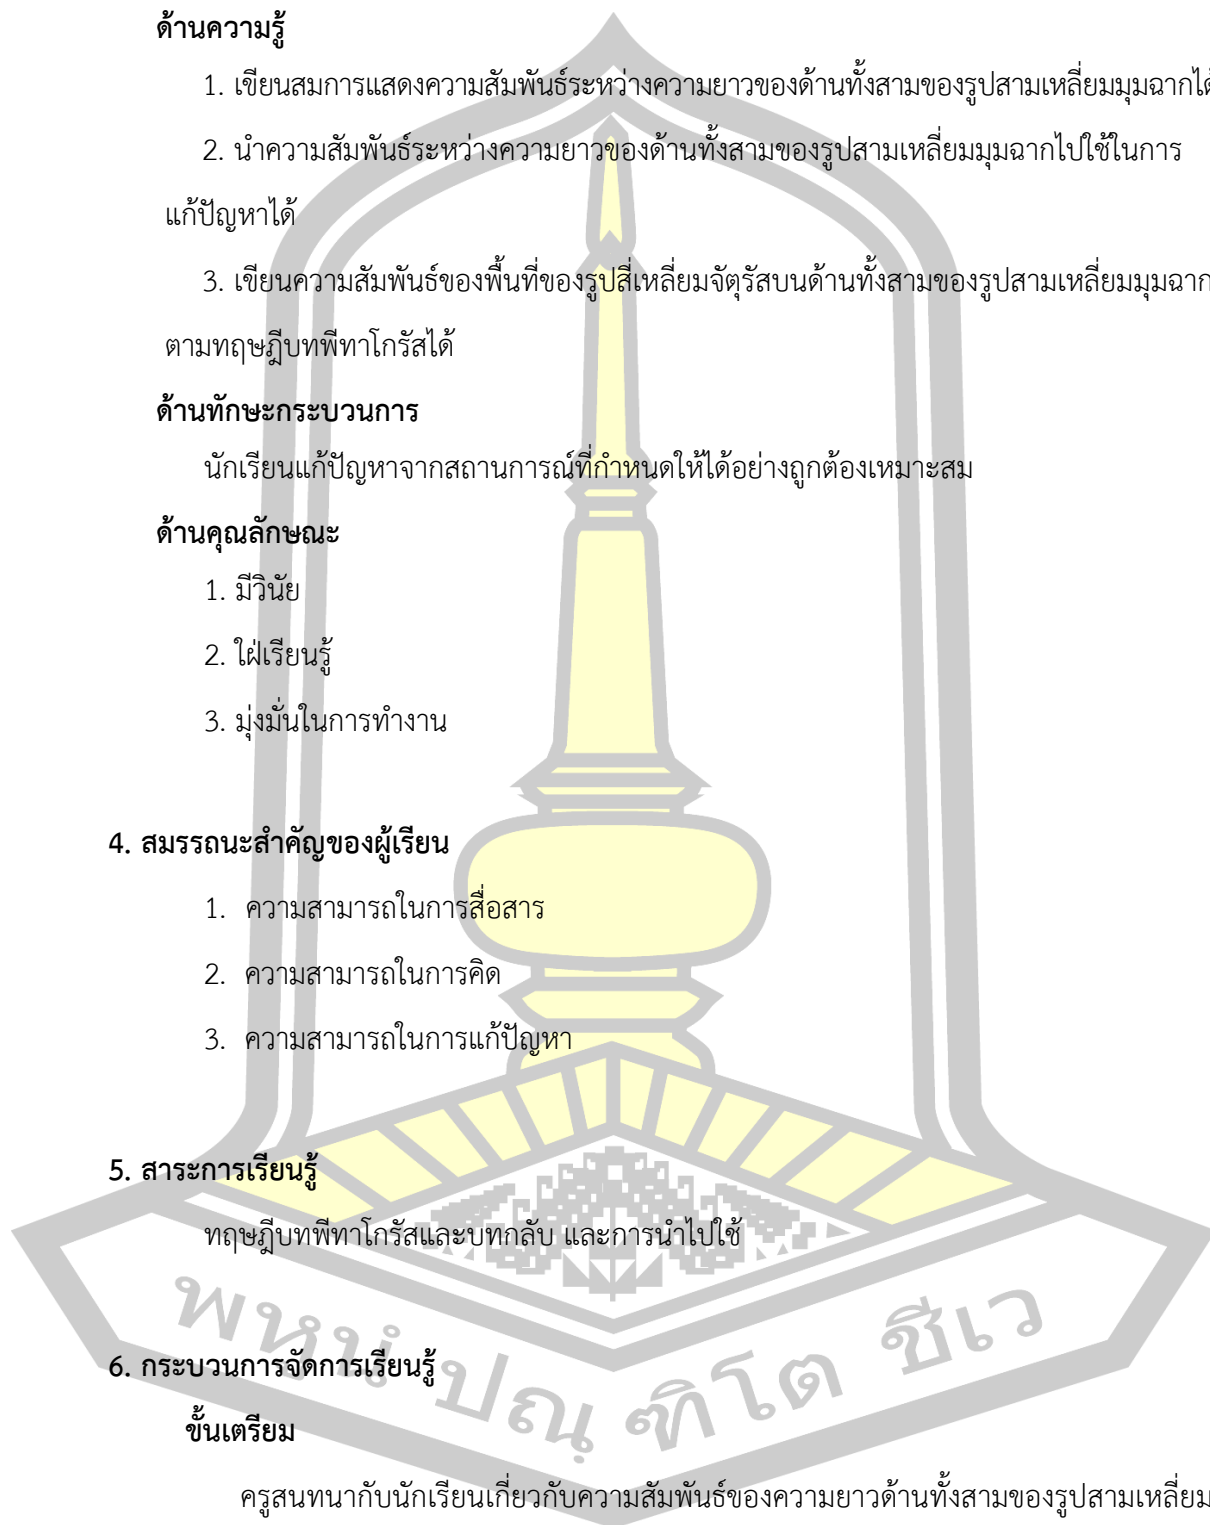 ด้านความรู้
1. เขียนสมการแสดงความสัมพันธ์ระหว่างความยาวของด้านทั้งสามของรูปสามเหลี่ยมมุมฉากได้
2. นำความสัมพันธ์ระหว่างความยาวของด้านทั้งสามของรูปสามเหลี่ยมมุมฉากไปใช้ในการ
แก้ปัญหาได้
3. เขียนความสัมพันธ์ของพื้นที่ของรูปสี่เหลี่ยมจัตุรัสบนด้านทั้งสามของรูปสามเหลี่ยมมุมฉาก
ตามทฤษฎีบทพีทาโกรัสได้
ด้านทักษะกระบวนการ
นักเรียนแก้ปัญหาจากสถานการณ์ที่กำหนดให้ได้อย่างถูกต้องเหมาะสม
ด้านคุณลักษณะ
1. มีวินัย
2. ใฝ่เรียนรู้
3. มุ่งมั่นในการทำงาน
4. สมรรถนะสำคัญของผู้เรียน
1. ความสามารถในการสื่อสาร
2. ความสามารถในการคิด
3. ความสามารถในการแก้ปัญหา
5. สาระการเรียนรู้
ทฤษฎีบทพีทาโกรัสและบทกลับ และการนำไปใช้
พหุนํ ปณฺฑิโต ชีเว
6. กระบวนการจัดการเรียนรู้
ขั้นเตรียม
ครูสนทนากับนักเรียนเกี่ยวกับความสัมพันธ์ของความยาวด้านทั้งสามของรูปสามเหลี่ยม